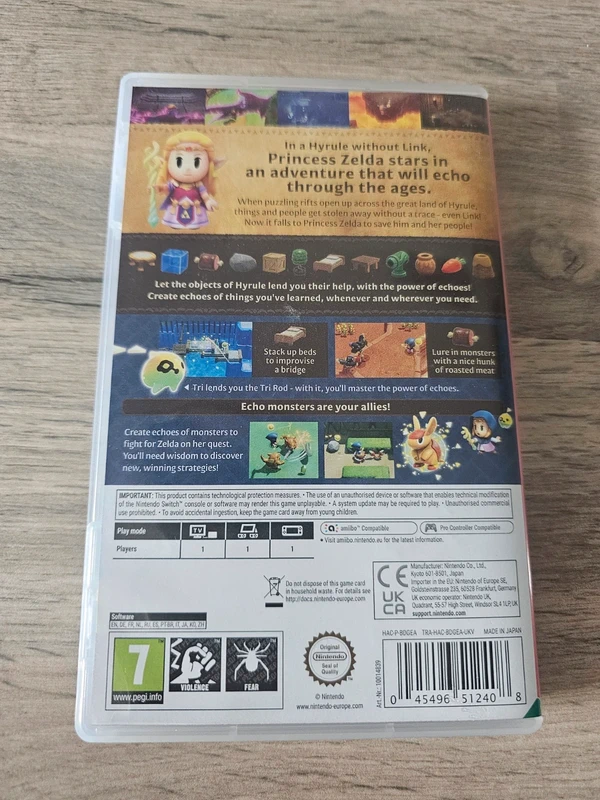 In a Hyrule without Link,
Princess Zelda stars in
an adventure that will echo
through the ages.
When puzzling rifts open up across the great land of Hyrule,
things and people get stolen away without a trace - even Link!
Now it falls to Princess Zelda to save him and her people!
Let the objects of Hyrule lend you their help, with the power of echoes!
Create echoes of things you've learned, whenever and wherever you need.
Stack up beds
to improvise
a bridge
Lure in monsters
with a nice hunk
of roasted meat
◀ Tri lends you the Tri Rod - with it, you'll master the power of echoes.
Echo monsters are your allies!
Create echoes of monsters to
fight for Zelda on her quest.
You'll need wisdom to discover
new, winning strategies!
IMPORTANT: This product contains technological protection measures. • The use of an unauthorised device or software that enables technical modification
of the Nintendo Switch™ console or software may render this game unplayable. • A system update may be required to play. • Unauthorised commercial
use prohibited. • To avoid accidental ingestion, keep the game card away from young children.
Play mode
TV
Players
1
1
1
amiibo™ Compatible
Pro Controller Compatible
• Visit amiibo.nintendo.eu for the latest information.
Do not dispose of this game card
in household waste. For details see
http://docs.nintendo-europe.com
CE
UK
CA
Manufacturer: Nintendo Co., Ltd.,
Kyoto 601-8501, Japan
Importer in the EU: Nintendo of Europe SE,
Goldsteinstrasse 235, 60528 Frankfurt, Germany
UK economic operator: Nintendo UK,
Quadrant, 55-57 High Street, Windsor SL4 1LP, UK
support.nintendo.com
HAC-P-BDGEA TRA-HAC-BDGEA-UKV MADE IN JAPAN
Software
EN, DE, FR, NL, RU, ES, PT-BR, IT, JA, KO, ZH
7
www.pegi.info
VIOLENCE
FEAR
Original
Nintendo
Seal of
Quality
© Nintendo
www.nintendo-europe.com
Art.-Nr.: 10014839
0 45496 51240 8